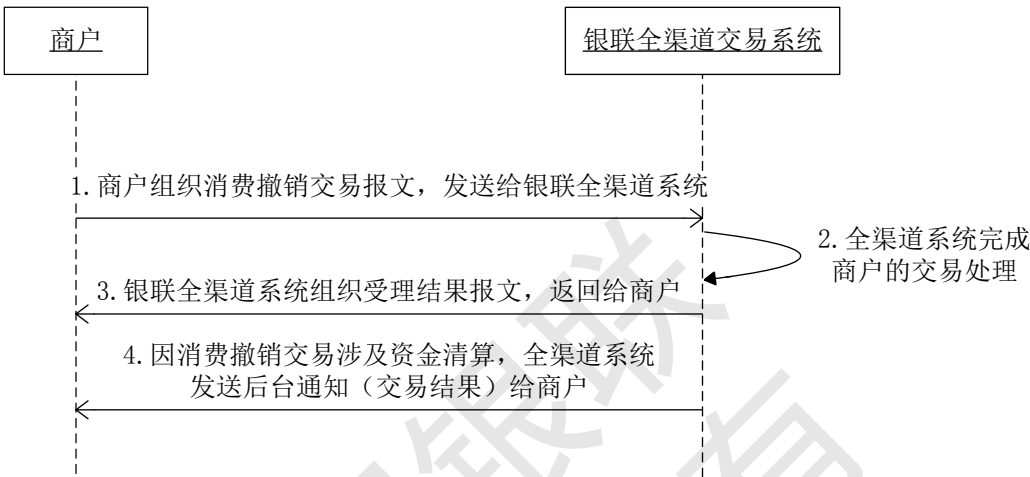 商户
银联全渠道交易系统
1.商户组织消费撤销交易报文，发送给银联全渠道系统
2.全渠道系统完成
商户的交易处理
3.银联全渠道系统组织受理结果报文，返回给商户
4.因消费撤销交易涉及资金清算，全渠道系统
发送后台通知（交易结果）给商户
银联
有